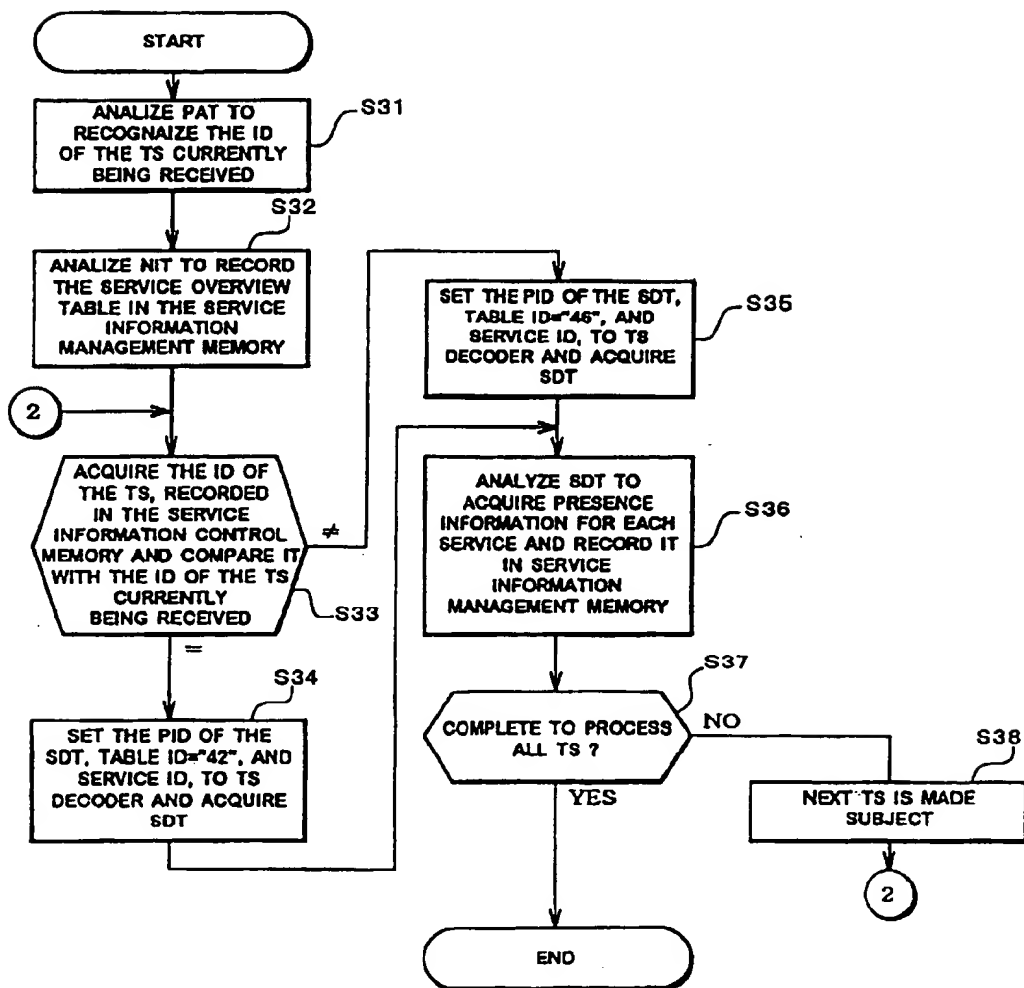 START
ANALIZE PAT TO
RECOGNAIZE THE ID
OF THE TS CURRENTLY
BEING RECEIVED
S31
S32
ANALIZE NIT TO RECORD
THE SERVICE OVERVIEW
TABLE IN THE SERVICE
INFORMATION
MANAGEMENT MEMORY
2
ACQUIRE THE ID OF
THE TS, RECORDED
IN THE SERVICE
INFORMATION CONTROL
MEMORY AND COMPARE IT
WITH THE ID OF THE TS
CURRENTLY
BEING RECEIVED
≠
S33
=
S34
SET THE PID OF THE
SDT, TABLE ID="42", AND
SERVICE ID, TO TS
DECODER AND ACQUIRE
SDT
SET THE PID OF THE SDT,
TABLE ID="46", AND
SERVICE ID, TO TS
DECODER AND ACQUIRE
SDT
S35
ANALYZE SDT TO
ACQUIRE PRESENCE
INFORMATION FOR EACH
SERVICE AND RECORD IT
IN SERVICE
INFORMATION
MANAGEMENT MEMORY
S36
S37
COMPLETE TO PROCESS
ALL TS ?
NO
YES
S38
NEXT TS IS MADE
SUBJECT
2
END